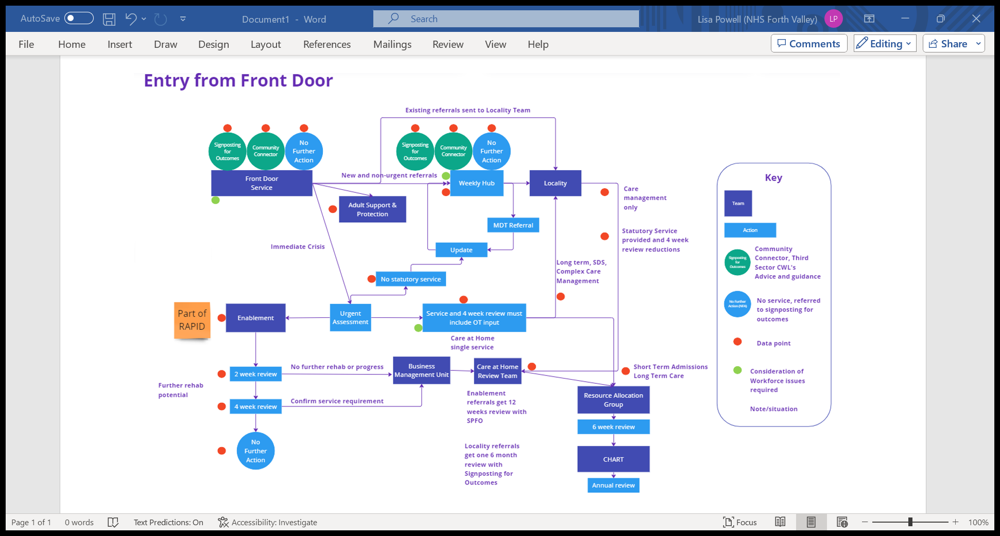 AutoSave
Document1 - Word
Search
Lisa Powell (NHS Forth Valley)
LP
File
Home
Insert
Draw
Design
Layout
References
Mailings
Review
View
Help
Comments
Editing
Share
Entry from Front Door
Existing referrals sent to Locality Team
Signposting
for
Outcomes
Community
Connector
No
Further
Action
Signposting
for
Outcomes
Community
Connector
No
Further
Action
Front Door
Service
New and non-urgent referrals
Weekly Hub
Locality
Adult Support &
Protection
Care
management
only
MDT Referral
Statutory Service
provided and 4 week
review reductions
Immediate Crisis
Update
Long term, SDS,
Complex Care
Management
No statutory service
Part of
RAPID
Enablement
Urgent
Assessment
Service and 4 week review must
include OT input
Care at Home
single service
2 week review
No further rehab or progress
Business
Management Unit
Care at Home
Review Team
Short Term Admissions
Long Term Care
Further rehab
potential
4 week review
Confirm service requirement
Enablement
referrals get 12
weeks review with
SPFO
Resource Allocation
Group
6 week review
No
Further
Action
Locality referrals
get one 6 month
review with
Signposting for
Outcomes
CHART
Annual review
Key
Team
Action
Signposting
for
Outcomes
Community
Connector, Third
Sector CWL's
Advice and guidance
No Further
Action (NFA)
No service, referred
to signposting for
outcomes
Data point
Consideration of
Workforce issues
required
Note/situation
Page 1 of 1
0 words
Text Predictions: On
Accessibility: Investigate
Focus
100%